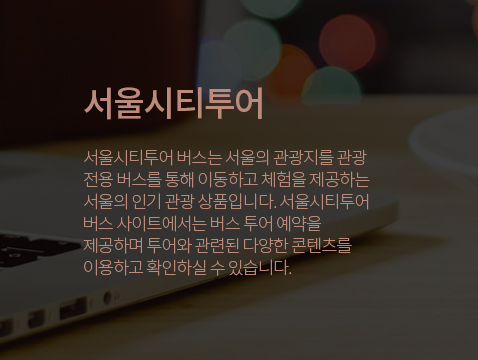 서울시티투어
서울시티투어 버스는 서울의 관광지를 관광
전용 버스를 통해 이동하고 체험을 제공하는
서울의 인기 관광 상품입니다. 서울시티투어
버스 사이트에서는 버스 투어 예약을
제공하며 투어와 관련된 다양한 콘텐츠를
이용하고 확인하실 수 있습니다.